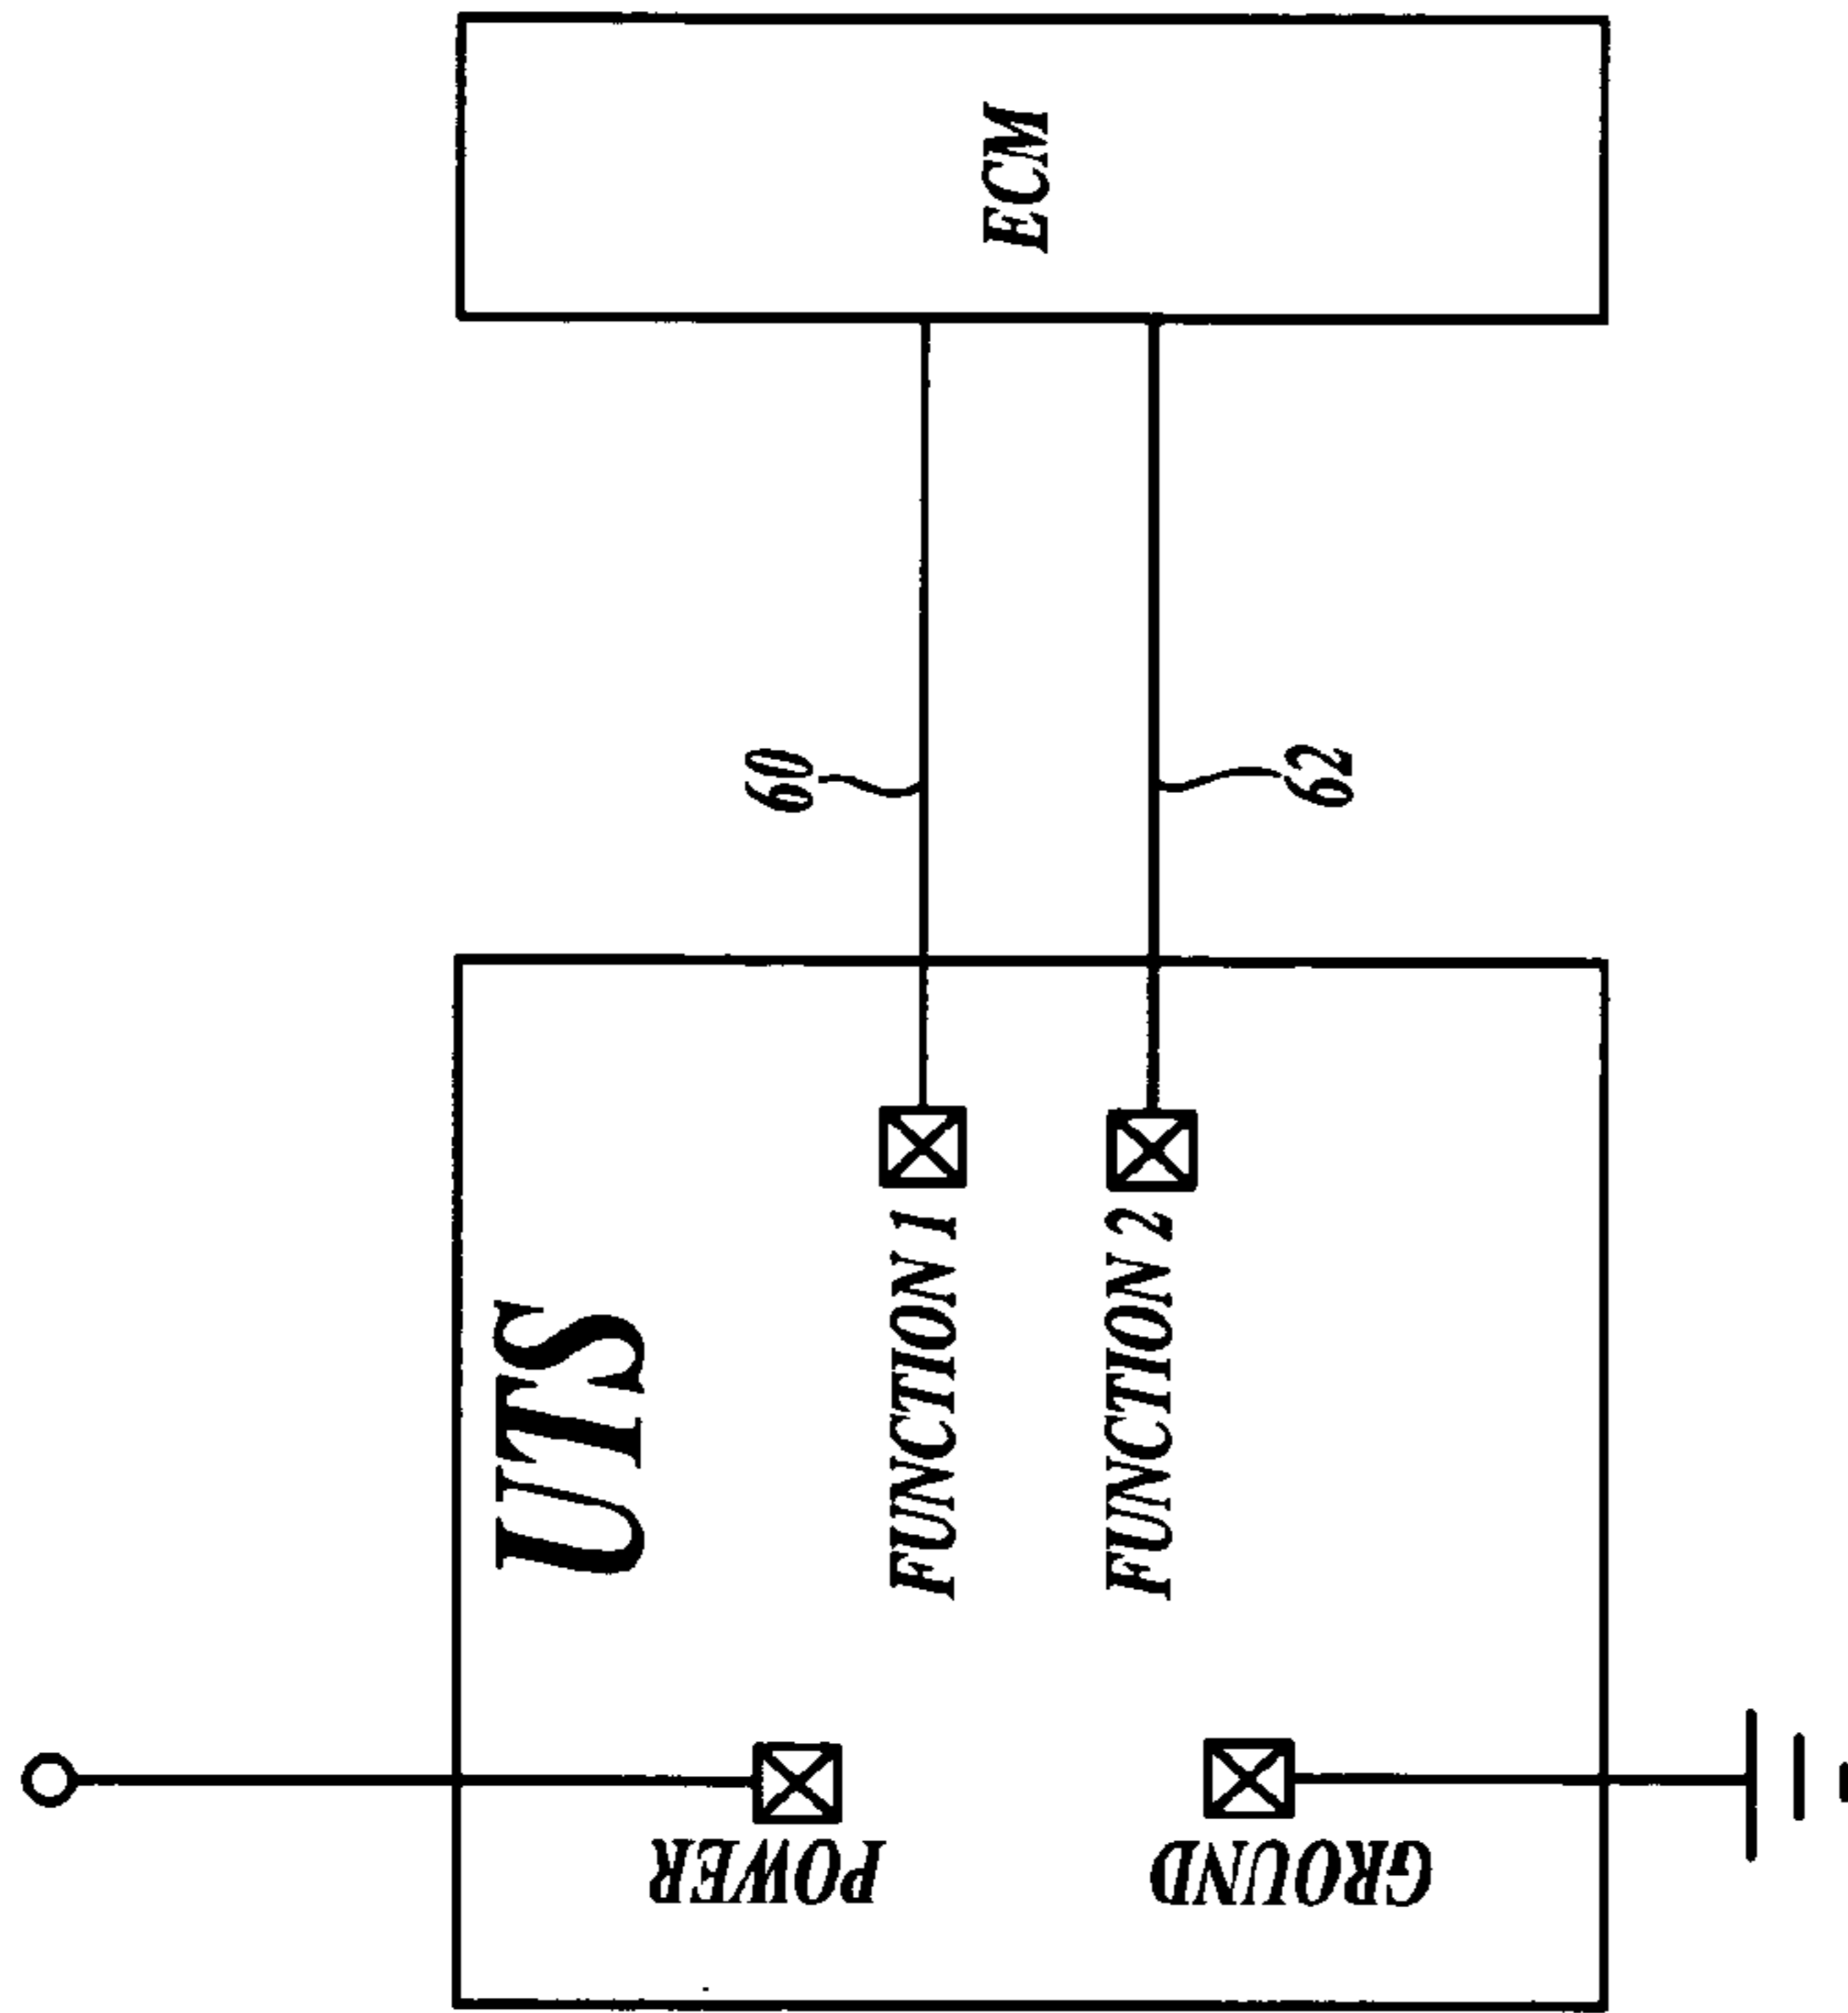 UTS
POWER
FUNCTION 1
60
ECM
FUNCTION 2
62
GROUND